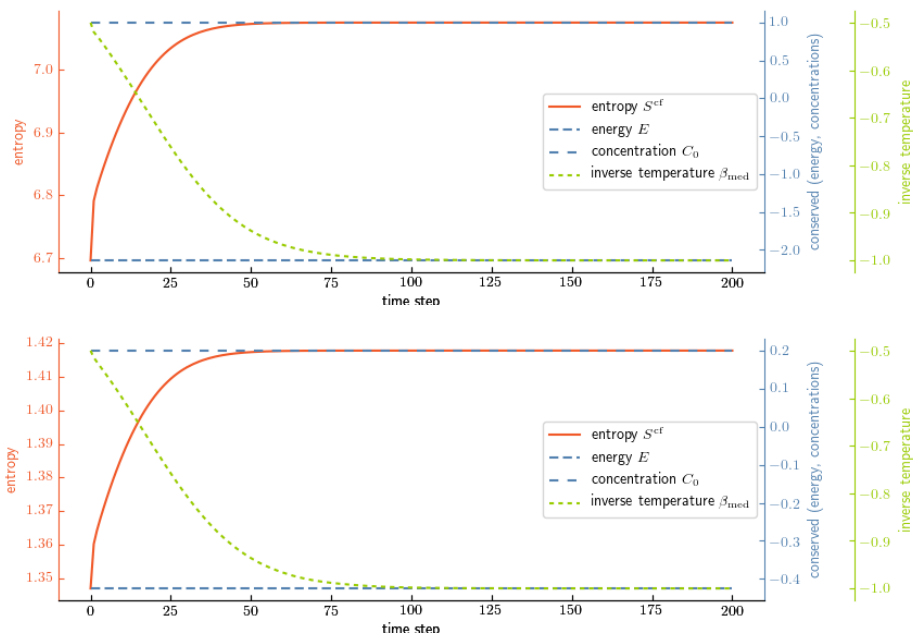 entropy
7.0
6.9
6.8
6.7
1.0
0.5
0.0
−0.5
−1.0
−1.5
−2.0
conserved (energy, concentrations)
−0.5
−0.6
−0.7
−0.8
−0.9
−1.0
inverse temperature
entropy S^cf
energy E
concentration C_0
inverse temperature β_med
0 25 50 75 100 125 150 175 200
time step
entropy
1.42
1.41
1.40
1.39
1.38
1.37
1.36
1.35
0.2
0.1
0.0
−0.1
−0.2
−0.3
−0.4
conserved (energy, concentrations)
−0.5
−0.6
−0.7
−0.8
−0.9
−1.0
inverse temperature
entropy S^cf
energy E
concentration C_0
inverse temperature β_med
0 25 50 75 100 125 150 175 200
time step